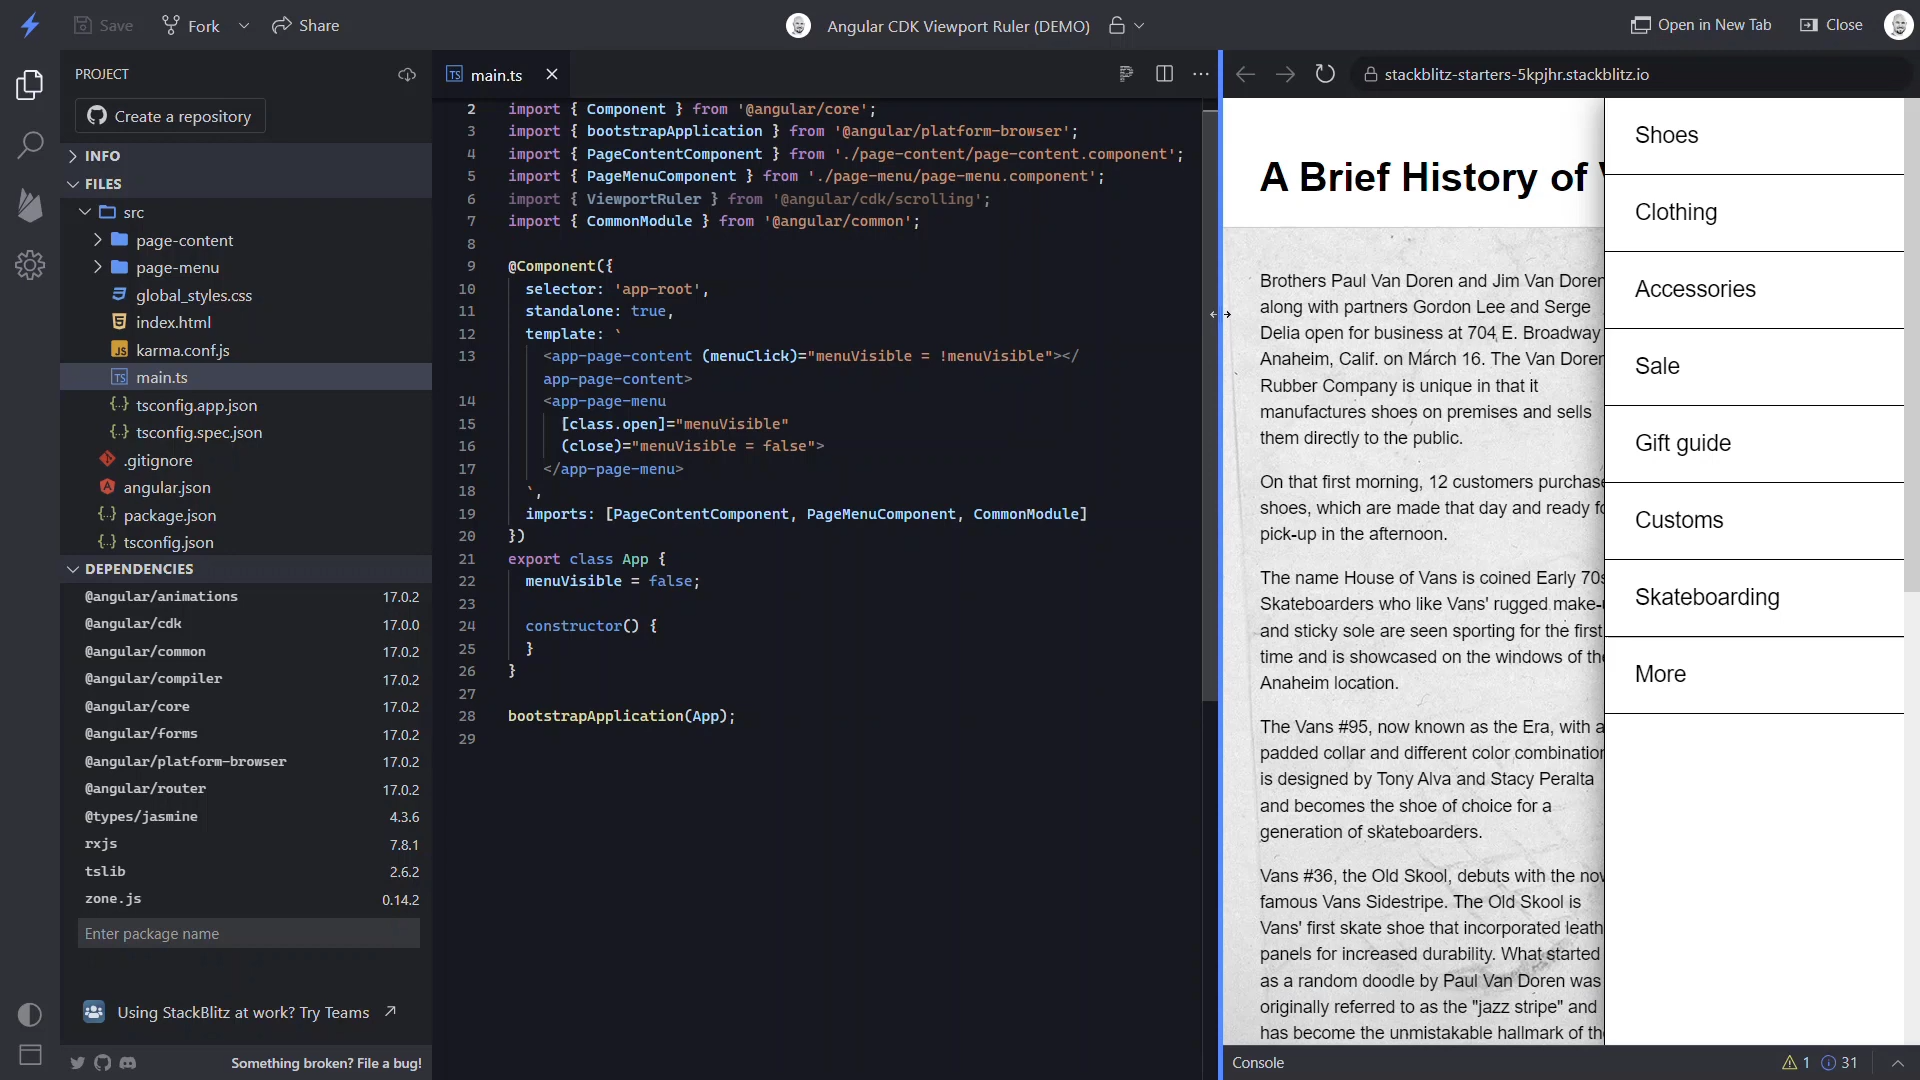 Save
Fork
Share
Angular CDK Viewport Ruler (DEMO)
Open in New Tab
Close
PROJECT
Create a repository
INFO
FILES
src
page-content
page-menu
global_styles.css
index.html
karma.conf.js
main.ts
tsconfig.app.json
tsconfig.spec.json
.gitignore
angular.json
package.json
tsconfig.json
DEPENDENCIES
@angular/animations 17.0.2
@angular/cdk 17.0.0
@angular/common 17.0.2
@angular/compiler 17.0.2
@angular/core 17.0.2
@angular/forms 17.0.2
@angular/platform-browser 17.0.2
@angular/router 17.0.2
@types/jasmine 4.3.6
rxjs 7.8.1
tslib 2.6.2
zone.js 0.14.2
Enter package name
Using StackBlitz at work? Try Teams
Something broken? File a bug!
TS main.ts
2 import { Component } from '@angular/core';
3 import { bootstrapApplication } from '@angular/platform-browser';
4 import { PageContentComponent } from './page-content/page-content.component';
5 import { PageMenuComponent } from './page-menu/page-menu.component';
6 import { ViewportRuler } from '@angular/cdk/scrolling';
7 import { CommonModule } from '@angular/common';
8
9 @Component({
10 selector: 'app-root',
11 standalone: true,
12 template: `
13 <app-page-content (menuClick)="menuVisible = !menuVisible"></
app-page-content>
14 <app-page-menu
15 [class.open]="menuVisible"
16 (close)="menuVisible = false">
17 </app-page-menu>
18 `,
19 imports: [PageContentComponent, PageMenuComponent, CommonModule]
20 })
21 export class App {
22 menuVisible = false;
23
24 constructor() {
25 }
26 }
27
28 bootstrapApplication(App);
29
stackblitz-starters-5kpjhr.stackblitz.io
A Brief History of
Brothers Paul Van Doren and Jim Van Doren
along with partners Gordon Lee and Serge
Delia open for business at 704 E. Broadway
Anaheim, Calif. on March 16. The Van Doren
Rubber Company is unique in that it
manufactures shoes on premises and sells
them directly to the public.
On that first morning, 12 customers purchase
shoes, which are made that day and ready fo
pick-up in the afternoon.
The name House of Vans is coined Early 70s
Skateboarders who like Vans' rugged make-
and sticky sole are seen sporting for the first
time and is showcased on the windows of the
Anaheim location.
The Vans #95, now known as the Era, with a
padded collar and different color combination
is designed by Tony Alva and Stacy Peralta
and becomes the shoe of choice for a
generation of skateboarders.
Vans #36, the Old Skool, debuts with the now
famous Vans Sidestripe. The Old Skool is
Vans' first skate shoe that incorporated leath
panels for increased durability. What started
as a random doodle by Paul Van Doren was
originally referred to as the "jazz stripe" and
has become the unmistakable hallmark of the
Shoes
Clothing
Accessories
Sale
Gift guide
Customs
Skateboarding
More
Console
1
31